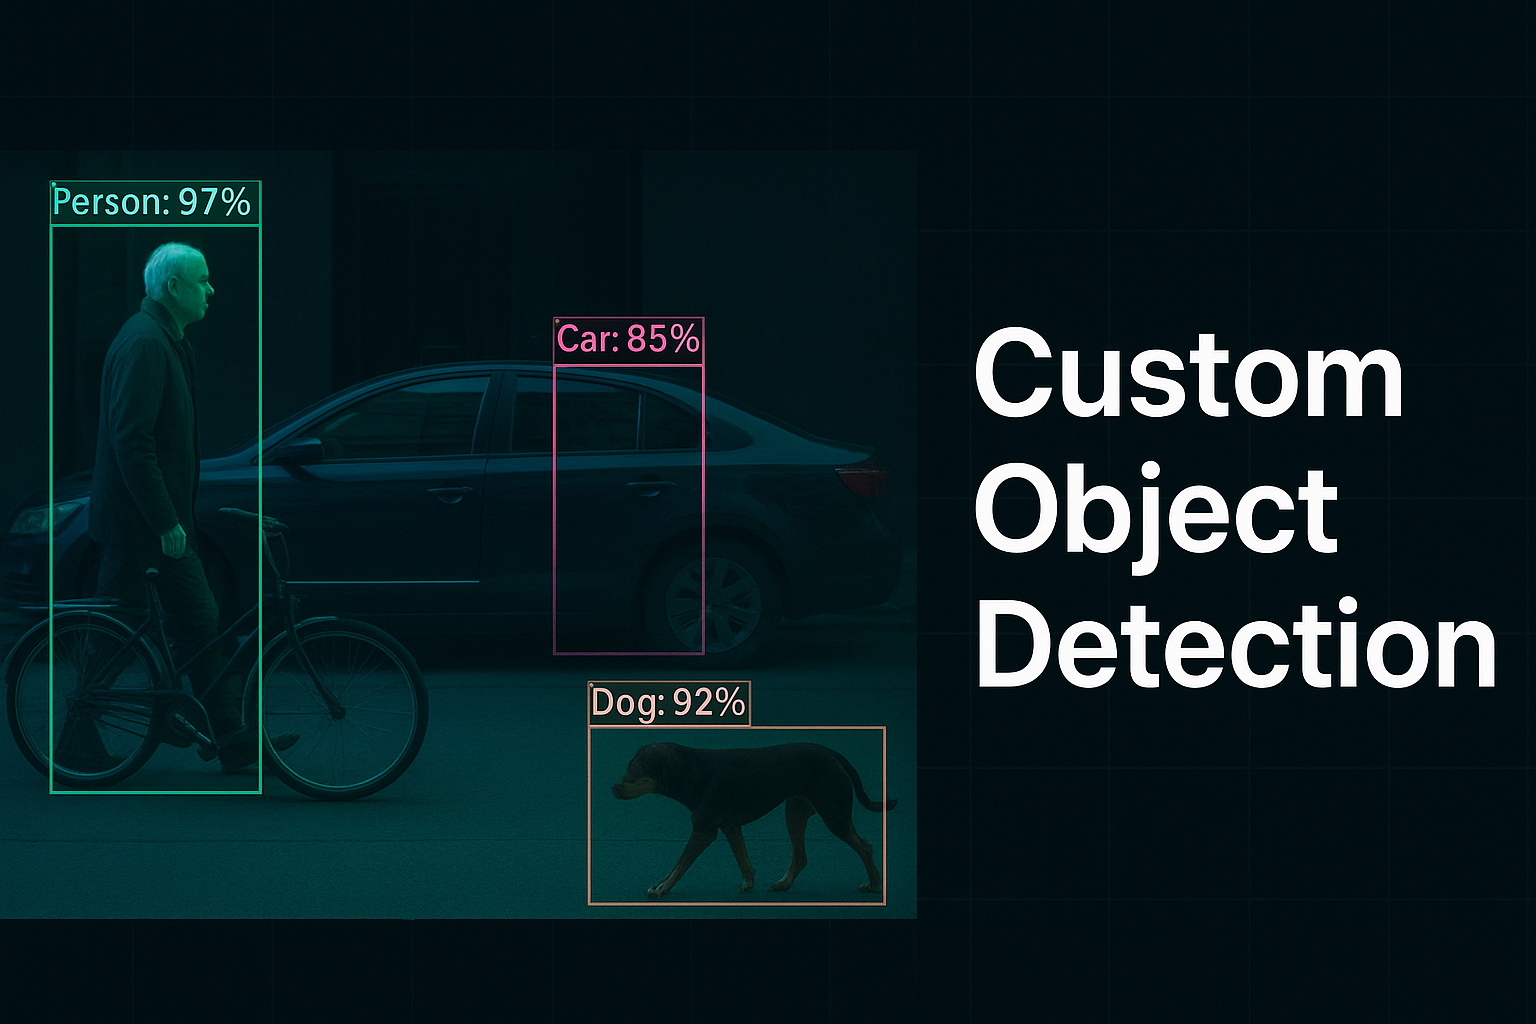 Person: 97%
Car: 85%
Dog: 92%
Custom
Object
Detection